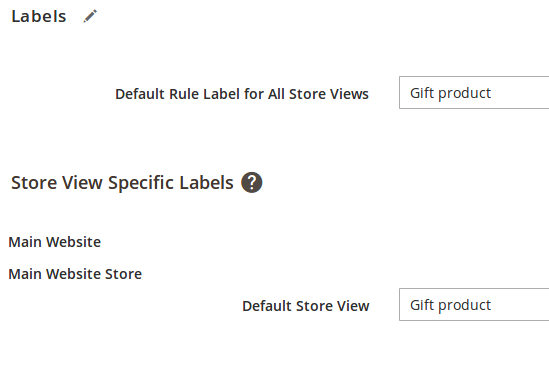 Labels
Default Rule Label for All Store Views
Gift product
Store View Specific Labels ?
Main Website
Main Website Store
Default Store View
Gift product